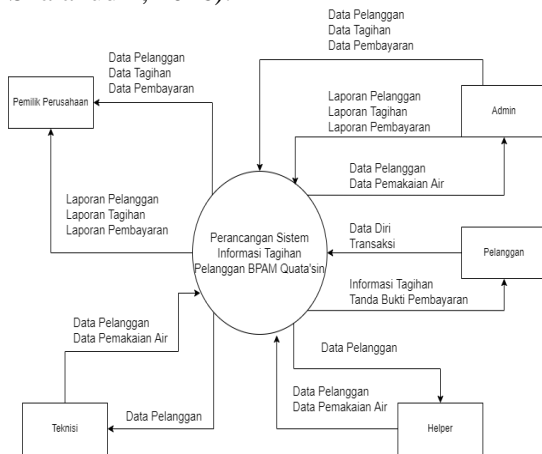 Data Pelanggan
Data Tagihan
Data Pembayaran
Data Pelanggan
Data Tagihan
Data Pembayaran
Pemilik Perusahaan
Laporan Pelanggan
Laporan Tagihan
Laporan Pembayaran
Admin
Data Pelanggan
Data Pemakaian Air
Laporan Pelanggan
Laporan Tagihan
Laporan Pembayaran
Perancangan Sistem
Informasi Tagihan
Pelanggan BPAM Quata'sin
Data Diri
Transaksi
Pelanggan
Informasi Tagihan
Tanda Bukti Pembayaran
Data Pelanggan
Data Pemakaian Air
Data Pelanggan
Data Pelanggan
Data Pemakaian Air
Data Pelanggan
Teknisi
Helper